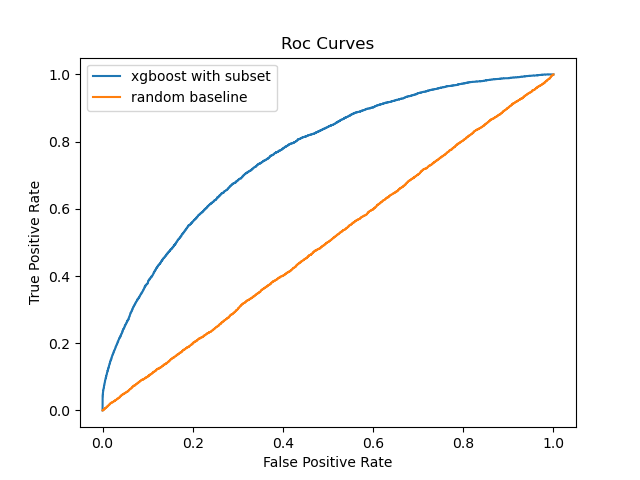 Roc Curves
xgboost with subset
random baseline
True Positive Rate
1.0
0.8
0.6
0.4
0.2
0.0
0.0 0.2 0.4 0.6 0.8 1.0
False Positive Rate